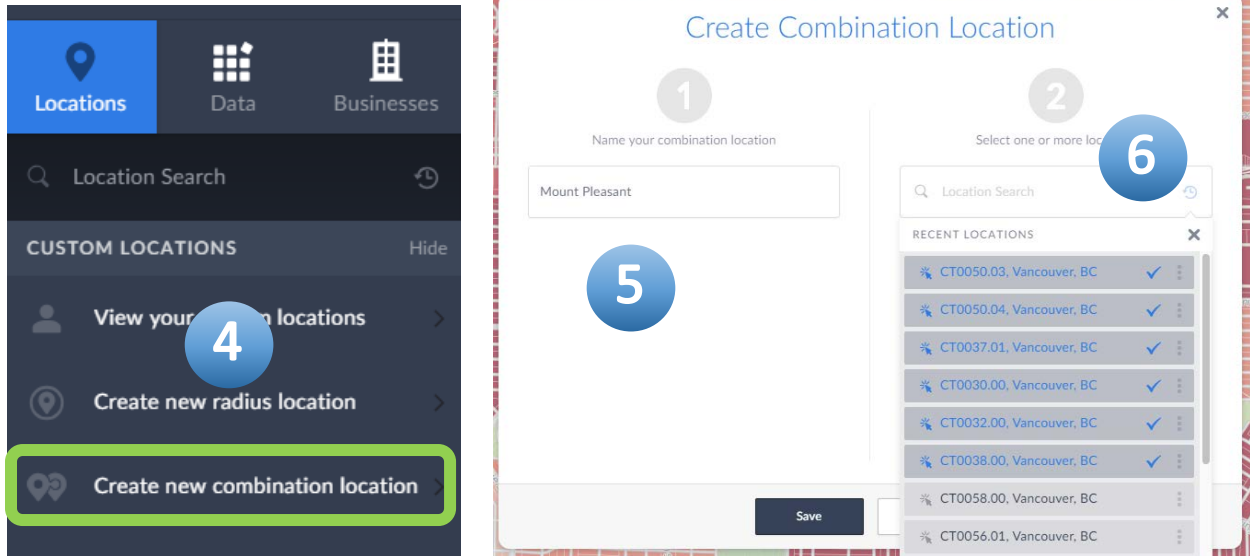 Locations
Data
Businesses
Location Search
CUSTOM LOCATIONS
Hide
View your
locations
4
Create new radius location
Create new combination location
Create Combination Location
1
Name your combination location
Mount Pleasant
5
2
Select one or more
6
Location Search
RECENT LOCATIONS
CT0050.03, Vancouver, BC
CT0050.04, Vancouver, BC
CT0037.01, Vancouver, BC
CT0030.00, Vancouver, BC
CT0032.00, Vancouver, BC
CT0038.00, Vancouver, BC
CT0058.00, Vancouver, BC
CT0056.01, Vancouver, BC
Save